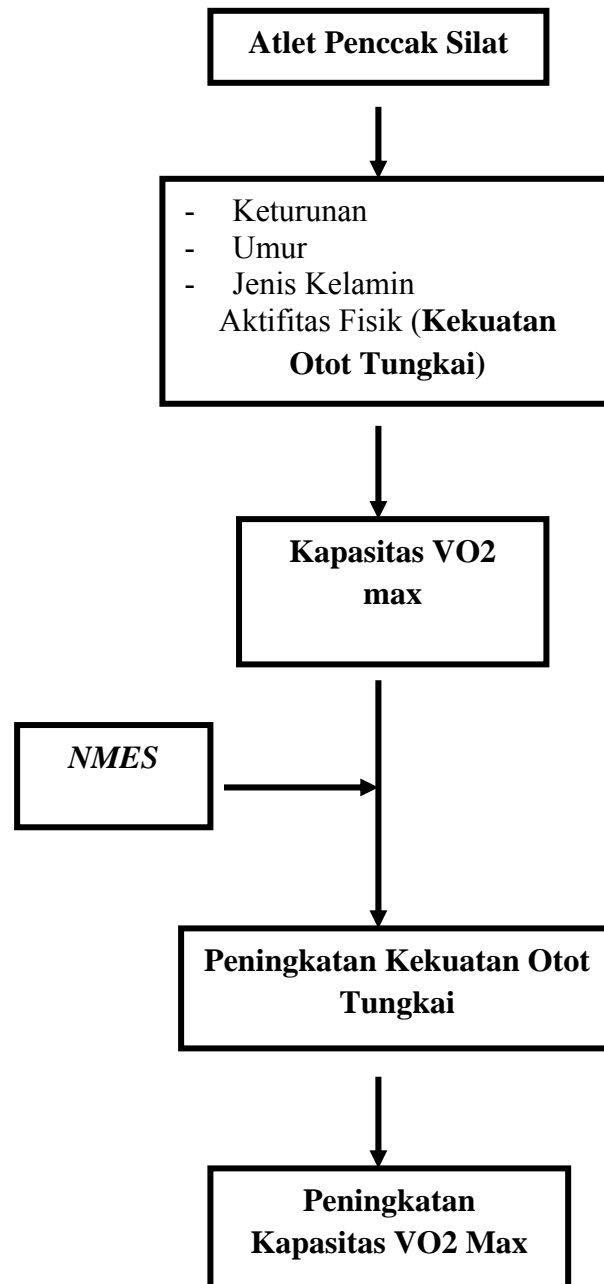 Atlet Penccak Silat
- Keturunan
- Umur
- Jenis Kelamin
Aktifitas Fisik (Kekuatan
Otot Tungkai)
Kapasitas VO2
max
NMES
Peningkatan Kekuatan Otot
Tungkai
Peningkatan
Kapasitas VO2 Max